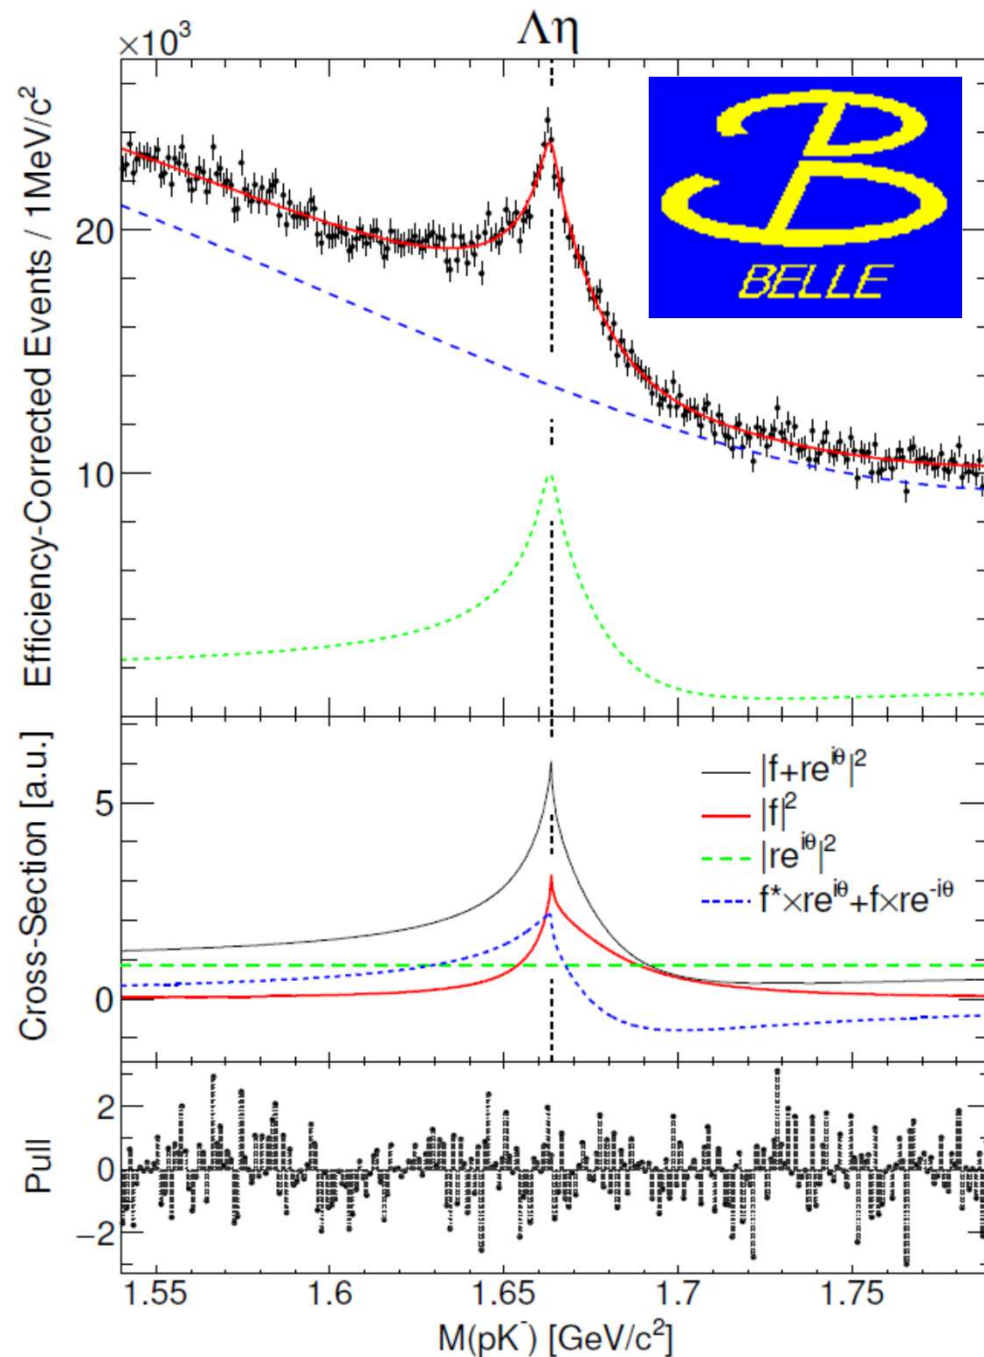 Λη
×10³
Efficiency-Corrected Events / 1MeV/c²
20
10
BELLE
Cross-Section [a.u.]
5
0
|f+re^{iθ}|²
|f|²
|re^{iθ}|²
f*×re^{iθ}+f×re^{-iθ}
Pull
2
0
−2
1.55 1.6 1.65 1.7 1.75
M(pK⁻) [GeV/c²]